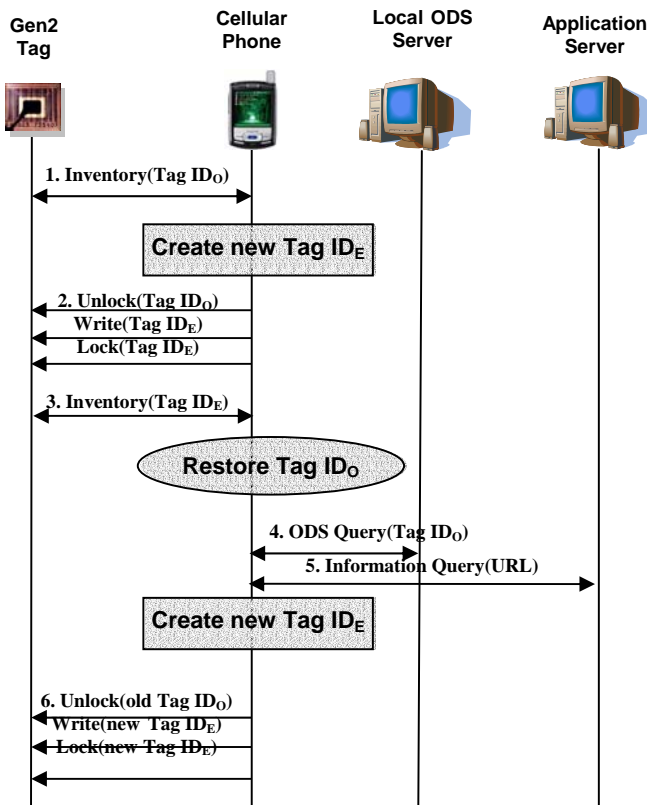 Gen2
Tag
Cellular
Phone
Local ODS
Server
Application
Server
1. Inventory(Tag IDO)
Create new Tag IDE
2. Unlock(Tag IDO)
Write(Tag IDE)
Lock(Tag IDE)
3. Inventory(Tag IDE)
Restore Tag IDO
4. ODS Query(Tag IDO)
5. Information Query(URL)
Create new Tag IDE
6. Unlock(old Tag IDO)
Write(new Tag IDE)
Lock(new Tag IDE)